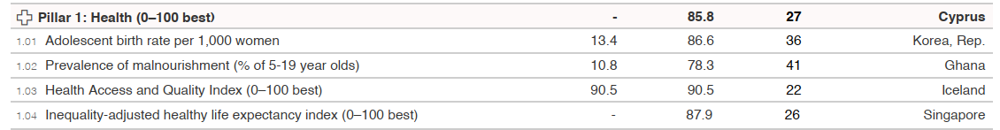 Pillar 1: Health (0–100 best) - 85.8 27 Cyprus
1.01 Adolescent birth rate per 1,000 women 13.4 86.6 36 Korea, Rep.
1.02 Prevalence of malnourishment (% of 5-19 year olds) 10.8 78.3 41 Ghana
1.03 Health Access and Quality Index (0–100 best) 90.5 90.5 22 Iceland
1.04 Inequality-adjusted healthy life expectancy index (0–100 best) - 87.9 26 Singapore